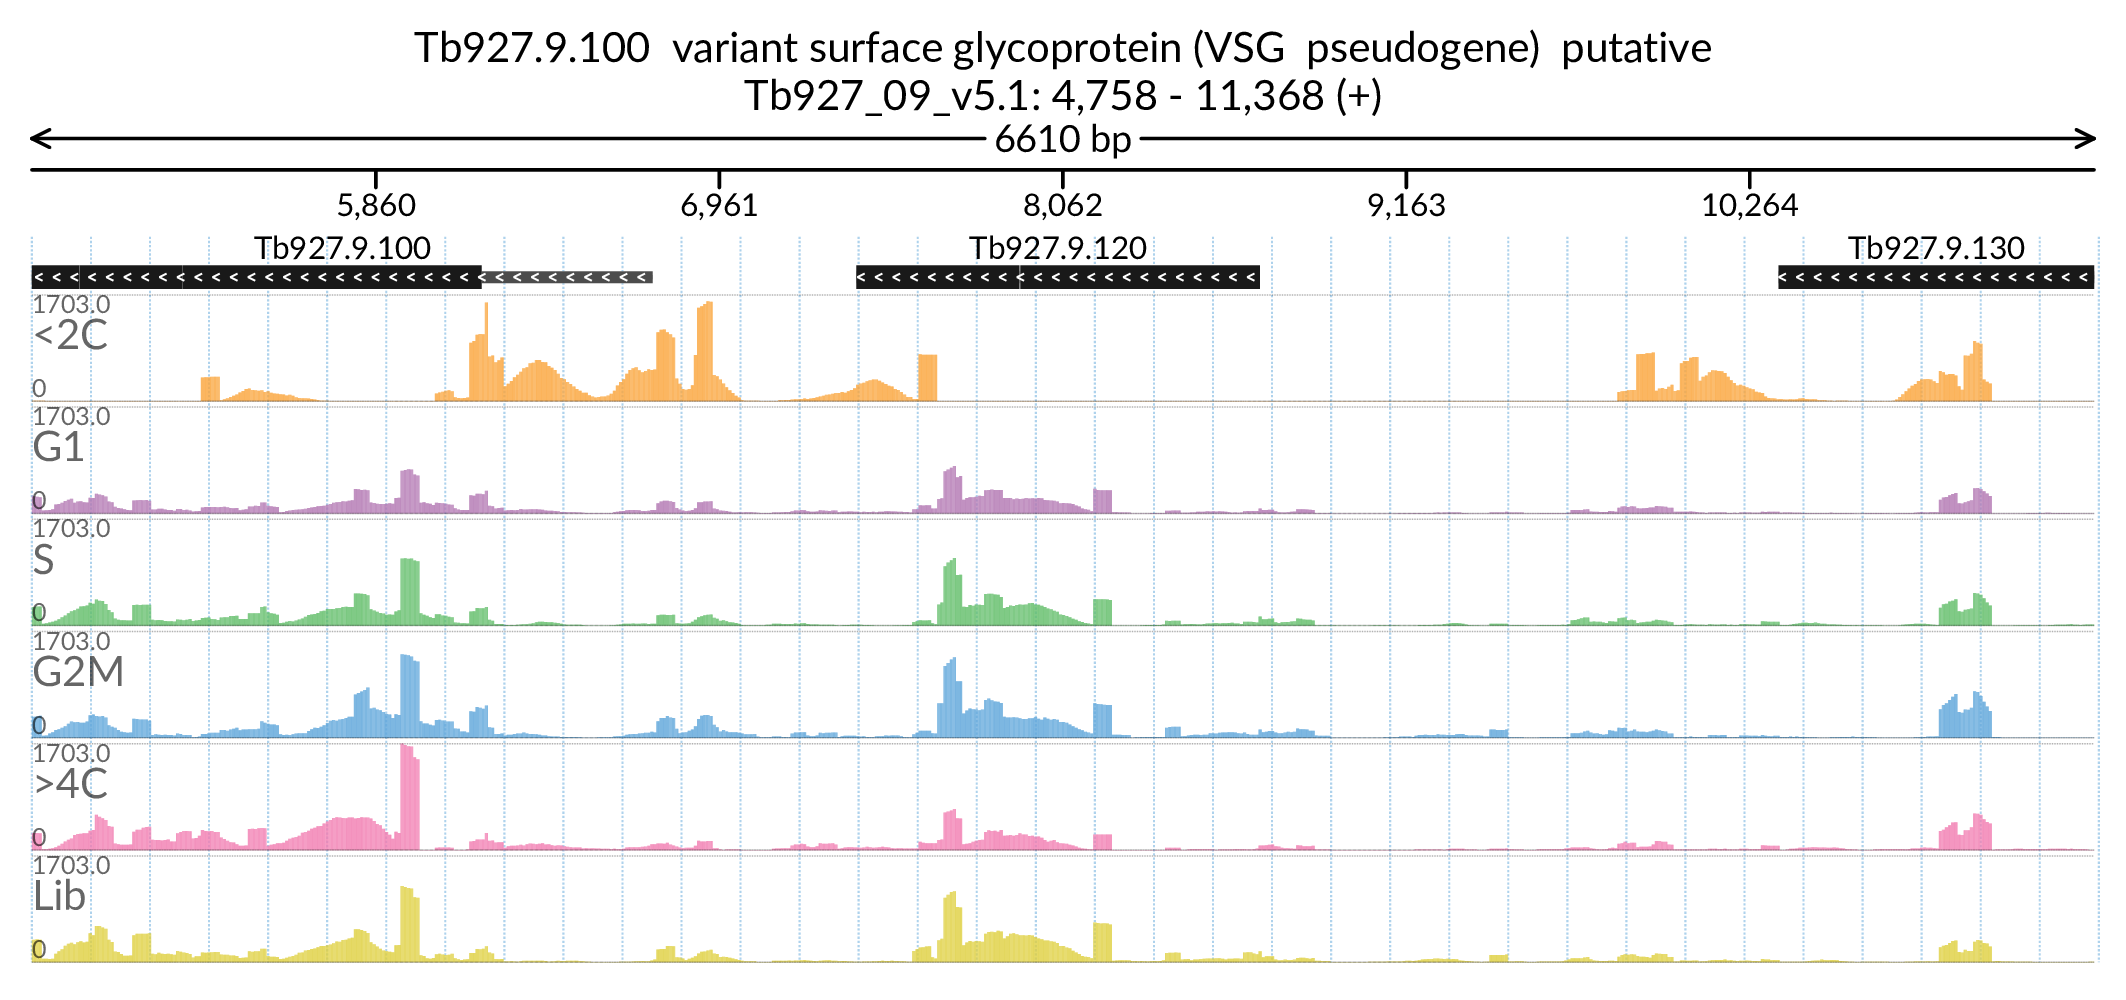 Tb927.9.100 variant surface glycoprotein (VSG pseudogene) putative
Tb927_09_v5.1: 4,758 - 11,368 (+)
6610 bp
5,860 6,961 8,062 9,163 10,264
Tb927.9.100 Tb927.9.120 Tb927.9.130
1703.0
<2C
0
1703.0
G1
0
1703.0
S
0
1703.0
G2M
0
1703.0
>4C
0
1703.0
Lib
0